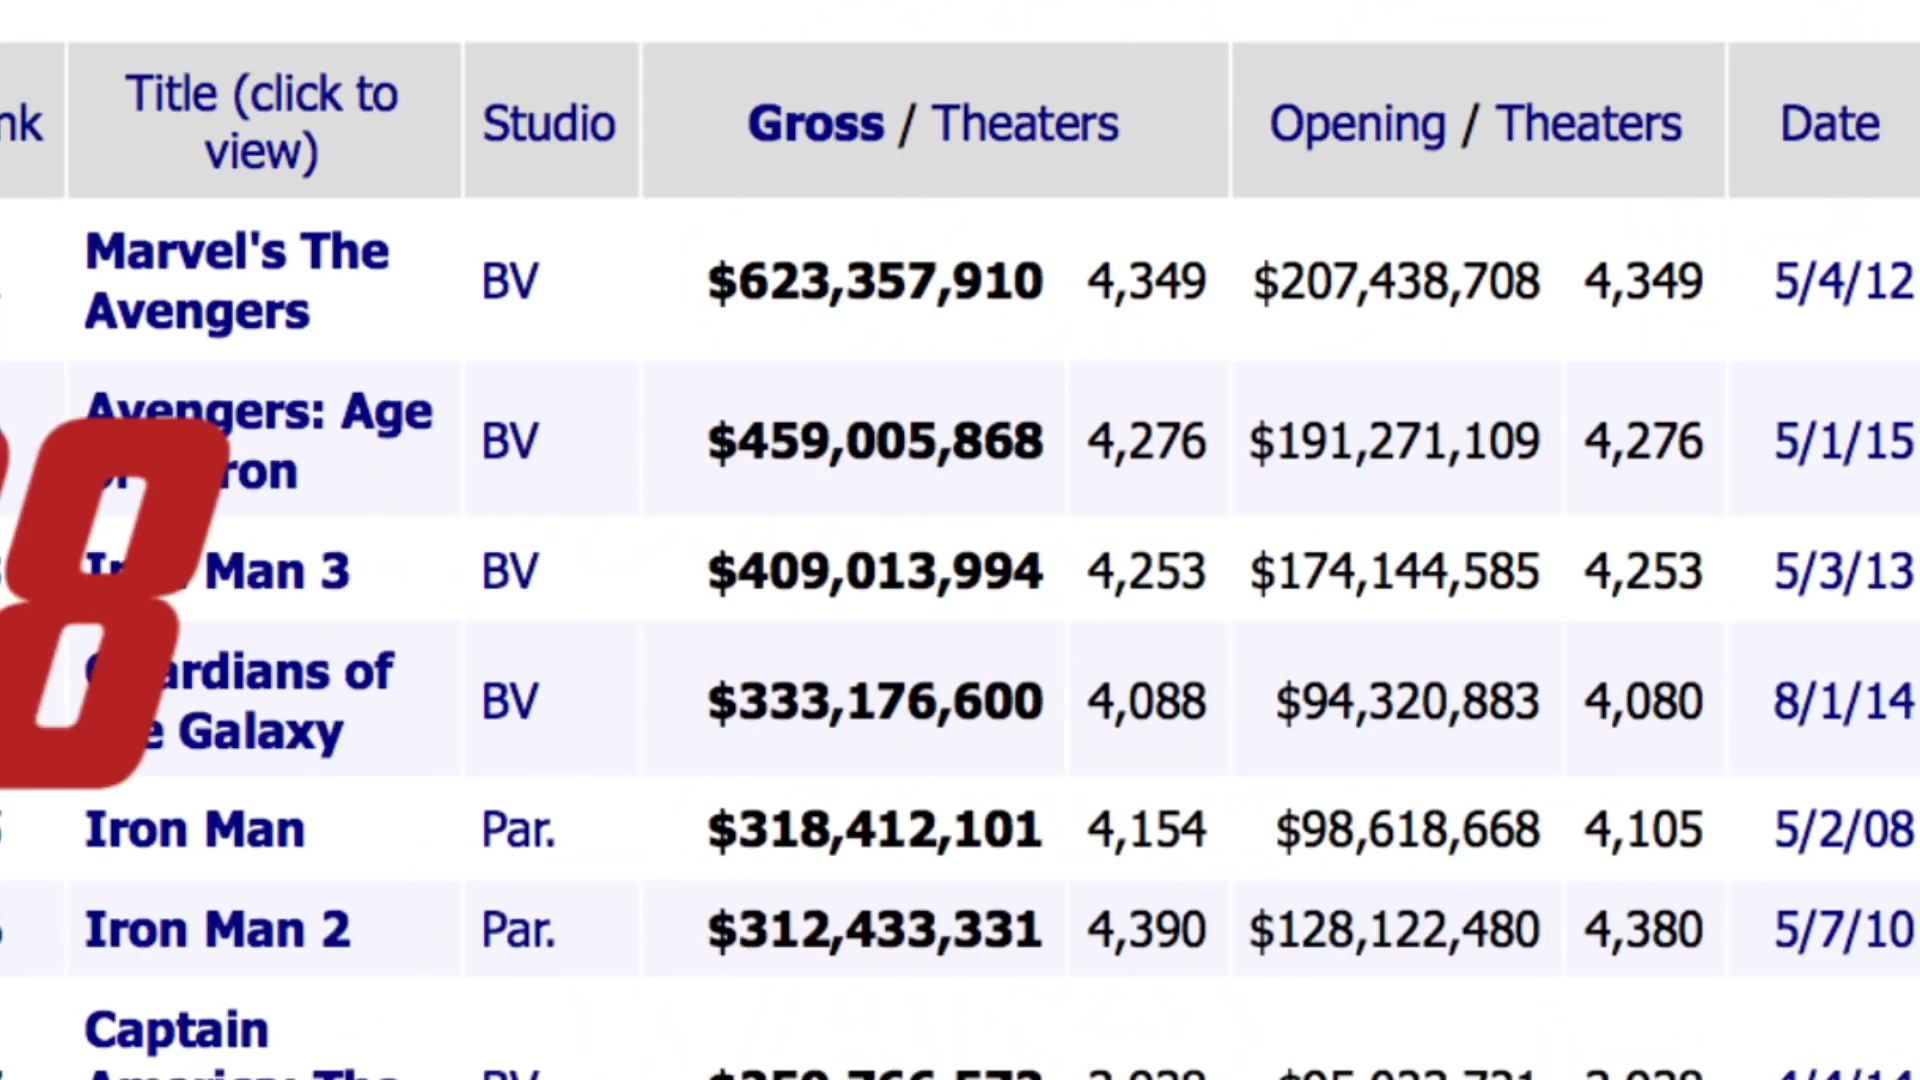 nk Title (click to view) Studio Gross / Theaters Opening / Theaters Date
Marvel's The Avengers BV $623,357,910 4,349 $207,438,708 4,349 5/4/12
Avengers: Age BV $459,005,868 4,276 $191,271,109 4,276 5/1/15
8
Man 3 BV $409,013,994 4,253 $174,144,585 4,253 5/3/13
Guardians of Galaxy BV $333,176,600 4,088 $94,320,883 4,080 8/1/14
Iron Man Par. $318,412,101 4,154 $98,618,668 4,105 5/2/08
Iron Man 2 Par. $312,433,331 4,390 $128,122,480 4,380 5/7/10
Captain